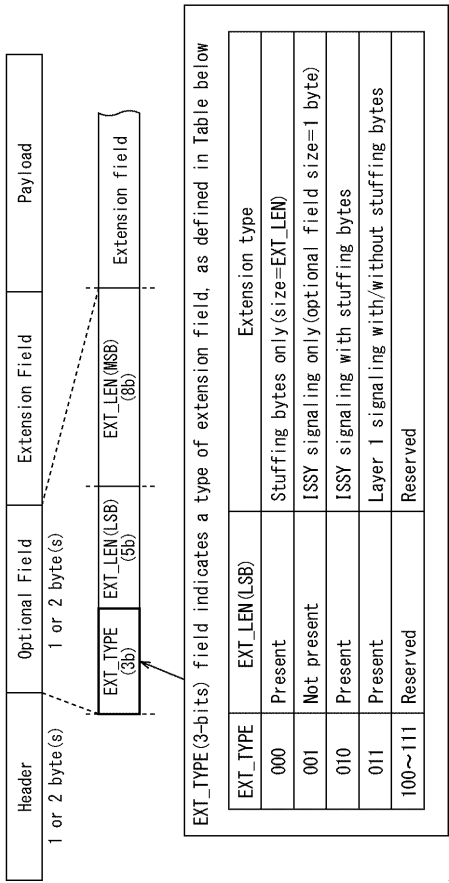 Header
Optional Field
Extension Field
Payload
1 or 2 byte(s)
1 or 2 byte(s)
EXT_TYPE
(3b)
EXT_LEN(LSB)
(5b)
EXT_LEN(MSB)
(8b)
Extension field
EXT_TYPE(3-bits) field indicates a type of extension field, as defined in Table below
EXT_TYPE EXT_LEN(LSB) Extension type
000 Present Stuffing bytes only(size=EXT_LEN)
001 Not present ISSY signaling only(optional field size=1 byte)
010 Present ISSY signaling with stuffing bytes
011 Present Layer 1 signaling with/without stuffing bytes
100~111 Reserved Reserved